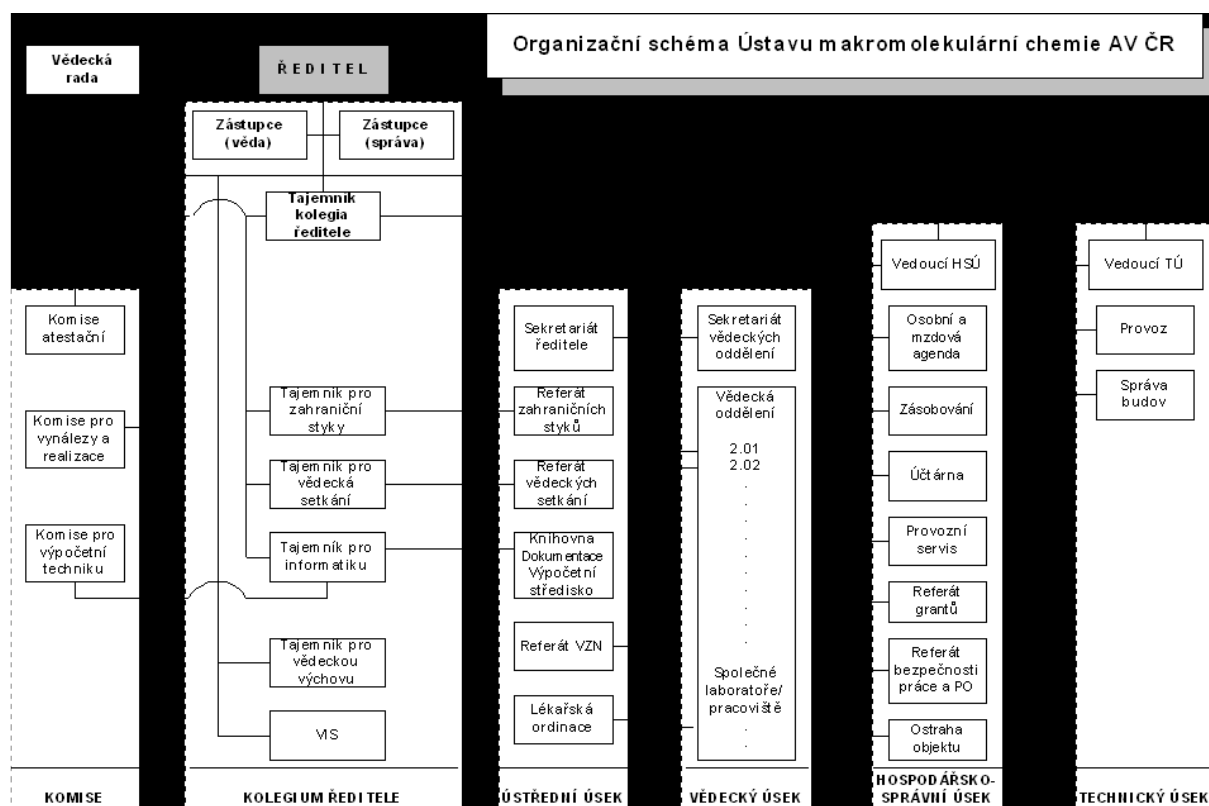 Organizační schéma Ústavu makromolekulární chemie AV ČR
Vědecká
rada
ŘEDITEL
Zástupce
(věda)
Zástupce
(správa)
Tajemník
kolegia
ředitele
Komise
atestační
Komise pro
vynálezy a
realizace
Komise pro
výpočetní
techniku
KOMISE
Tajemník pro
zahraniční
styky
Tajemník pro
vědecká
setkání
Tajemník pro
informatiku
Tajemník pro
vědeckou
výchovu
VIS
KOLEGIUM ŘEDITELE
Sekretariát
ředitele
Referát
zahraničních
styků
Referát
vědeckých
setkání
Knihovna
Dokumentace
Výpočetní
středisko
Referát VZN
Lékařská
ordinace
ÚSTŘEDNÍ ÚSEK
Sekretariát
vědeckých
oddělení
Vědecká
oddělení
2.01
2.02
.
.
.
.
.
.
.
.
.
Společné
laboratoře/
pracoviště
.
.
VĚDECKÝ ÚSEK
Vedoucí HSÚ
Osobní a
mzdová
agenda
Zásobování
Účtárna
Provozní
servis
Referát
grantů
Referát
bezpečnosti
práce a PO
Ostraha
objektu
HOSPODÁŘSKO-
SPRÁVNÍ ÚSEK
Vedoucí TÚ
Provoz
Správa
budov
TECHNICKÝ ÚSEK